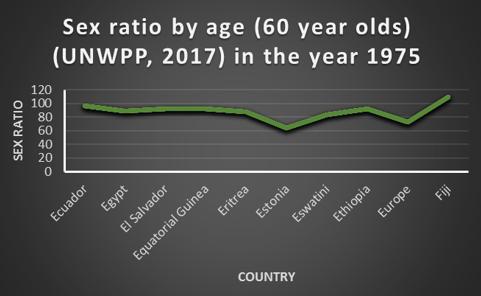 Sex ratio by age (60 year olds)
(UNWPP, 2017) in the year 1975
SEX RATIO
120
100
80
60
40
20
0
Ecuador
Egypt
El Salvador
Equatorial Guinea
Eritrea
Estonia
Eswatini
Ethiopia
Europe
Fiji
COUNTRY